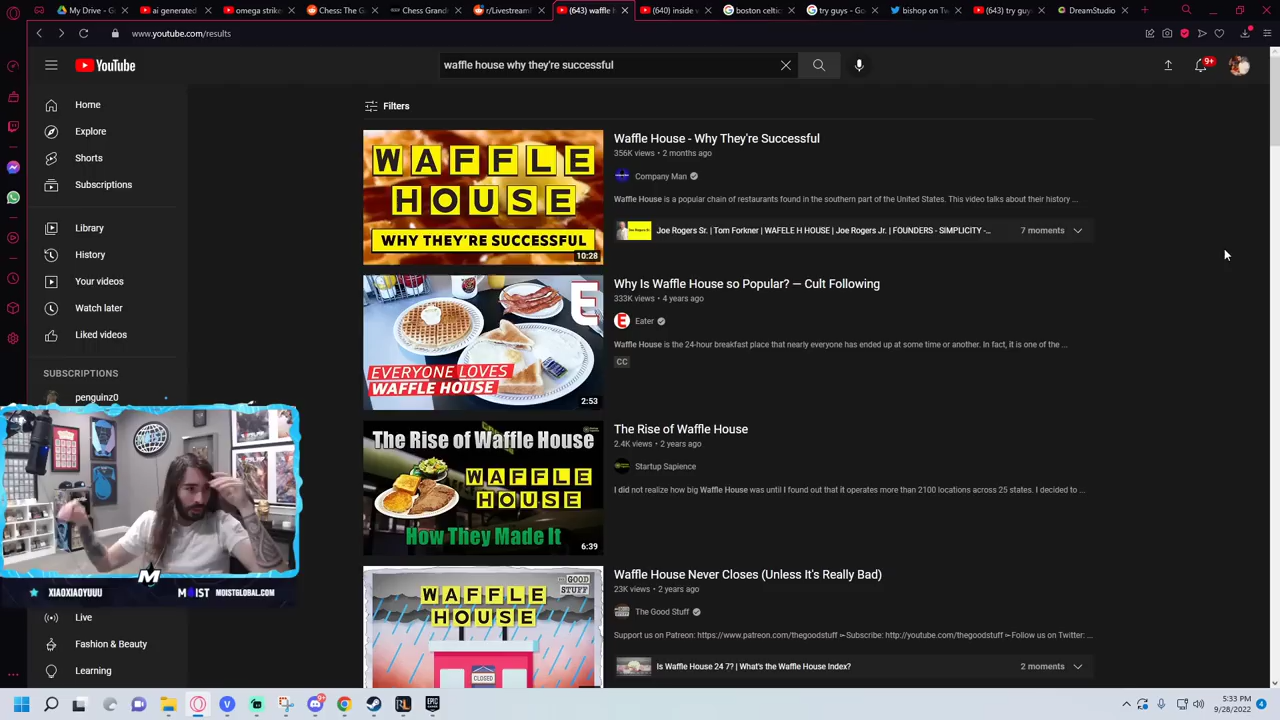 My Drive - G
ai generated
omega strike
Chess: The G
Chess.com - 
Livestreamf
(643) waffle h
(640) inside v
boston celtic
try guys - Go
bishop on Tw
(643) try guy
DreamStudio
www.youtube.com/results
YouTube
waffle house why they're successful
9+
Home
Explore
Shorts
Subscriptions
Library
History
Your videos
Watch later
Liked videos
SUBSCRIPTIONS
penguinz0
Live
Fashion & Beauty
Learning
Filters
WAFFLE
HOUSE
WHY THEY'RE SUCCESSFUL
10:28
Waffle House - Why They're Successful
356K views • 2 months ago
Company Man
Waffle House is a popular chain of restaurants found in the southern part of the United States. This video talks about their history ...
Joe Rogers Sr. | Tom Forkner | WAFELE H HOUSE | Joe Rogers Jr. | FOUNDERS - SIMPLICITY -...
7 moments
E
EVERYONE LOVES
WAFFLE HOUSE
2:53
Why Is Waffle House so Popular? — Cult Following
333K views • 4 years ago
Eater
Waffle House is the 24-hour breakfast place that nearly everyone has ended up at some time or another. In fact, it is one of the ...
CC
The Rise of Waffle House
WAFFLE
HOUSE
How They Made It
6:39
The Rise of Waffle House
2.4K views • 2 years ago
Startup Sapience
I did not realize how big Waffle House was until I found out that it operates more than 2100 locations across 25 states. I decided to ...
THE GOOD
STUFF
WAFFLE
HOUSE
CLOSED
Waffle House Never Closes (Unless It's Really Bad)
23K views • 2 years ago
The Good Stuff
Support us on Patreon: https://www.patreon.com/thegoodstuff ➢Subscribe: http://youtube.com/thegoodstuff ➢Follow us on Twitter: ...
Is Waffle House 24 7? | What's the Waffle House Index?
2 moments
M
XIAOXIAOYUUU
MOIST MOISTGLOBAL.COM
5:33 PM
9/28/2022